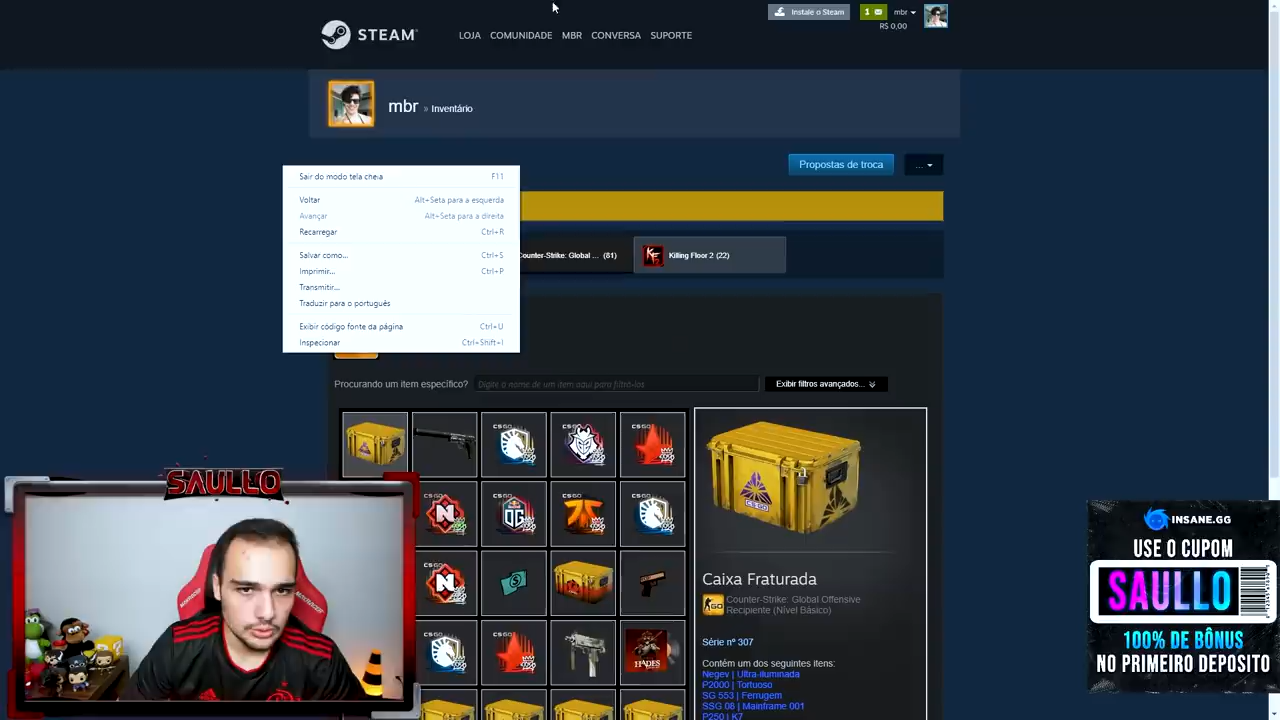 STEAM
LOJA COMUNIDADE MBR CONVERSA SUPORTE
Instale o Steam
1
mbr
R$ 0,00
mbr » Inventário
Propostas de troca
...
Sair do modo tela cheia F11
Voltar Alt+Seta para a esquerda
Avançar Alt+Seta para a direita
Recarregar Ctrl+R
Salvar como... Ctrl+S
Imprimir... Ctrl+P
Transmitir...
Traduzir para o português
Exibir código fonte da página Ctrl+U
Inspecionar Ctrl+Shift+I
Counter-Strike: Global ... (81)
Killing Floor 2 (22)
Procurando um item específico?
Digite o nome de um item aqui para filtrá-los
Exibir filtros avançados...
Caixa Fraturada
Counter-Strike: Global Offensive
Recipiente (Nível Básico)
Série nº 307
Contém um dos seguintes itens:
Negev | Ultra-iluminada
P2000 | Tortuoso
SG 553 | Ferrugem
SSG 08 | Mainframe 001
P250 | K7
HADES
SAULLO
INSANE.GG
USE O CUPOM
SAULLO
100% DE BÔNUS
NO PRIMEIRO DEPOSITO